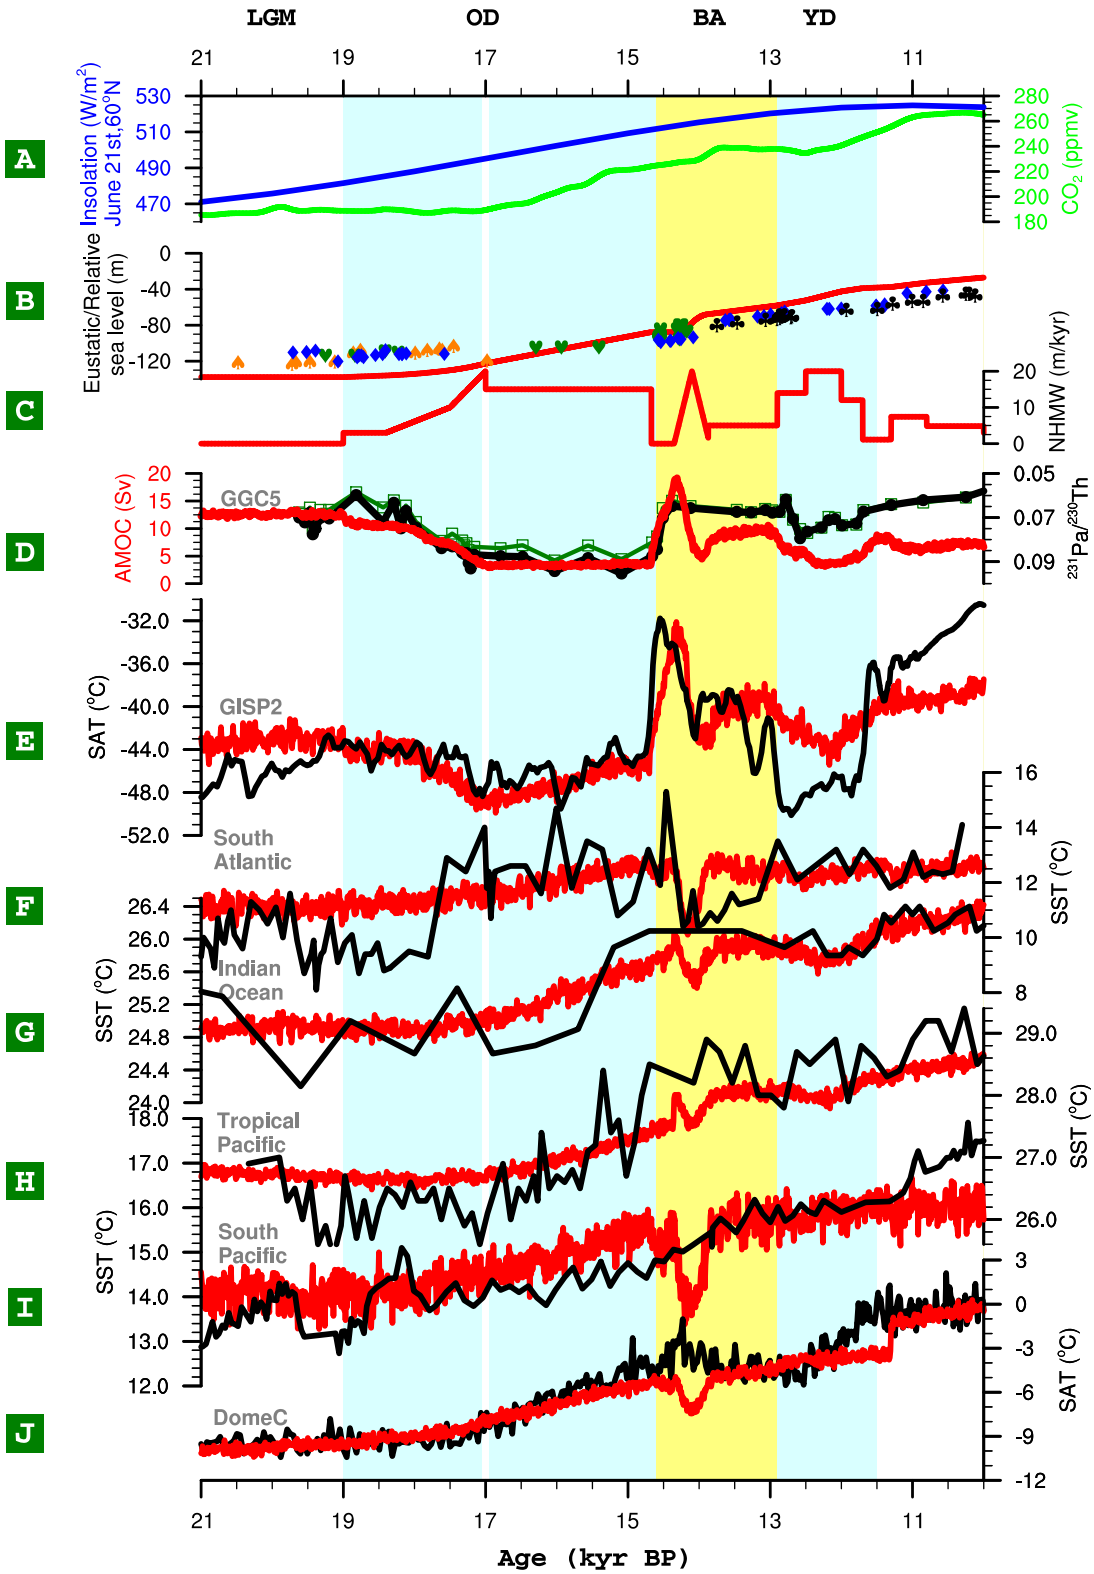 LGM OD BA YD
21 19 17 15 13 11
A
Insolation (W/m²)
June 21st,60°N
530
510
490
470
280
260
240
220
200
180
CO₂ (ppmv)
B
Eustatic/Relative
sea level (m)
0
-40
-80
-120
C
20
10
0
NHMW (m/kyr)
D
AMOC (Sv)
20
15
10
5
0
GGC5
0.05
0.07
0.09
²³¹Pa/²³⁰Th
E
SAT (°C)
-32.0
-36.0
-40.0
-44.0
-48.0
-52.0
GISP2
F
South
Atlantic
16
14
12
10
8
SST (°C)
G
SST (°C)
26.4
26.0
25.6
25.2
24.8
24.4
24.0
Indian
Ocean
H
Tropical
Pacific
29.0
28.0
27.0
26.0
SST (°C)
I
SST (°C)
18.0
17.0
16.0
15.0
14.0
13.0
12.0
South
Pacific
J
DomeC
3
0
-3
-6
-9
-12
SAT (°C)
21 19 17 15 13 11
Age (kyr BP)